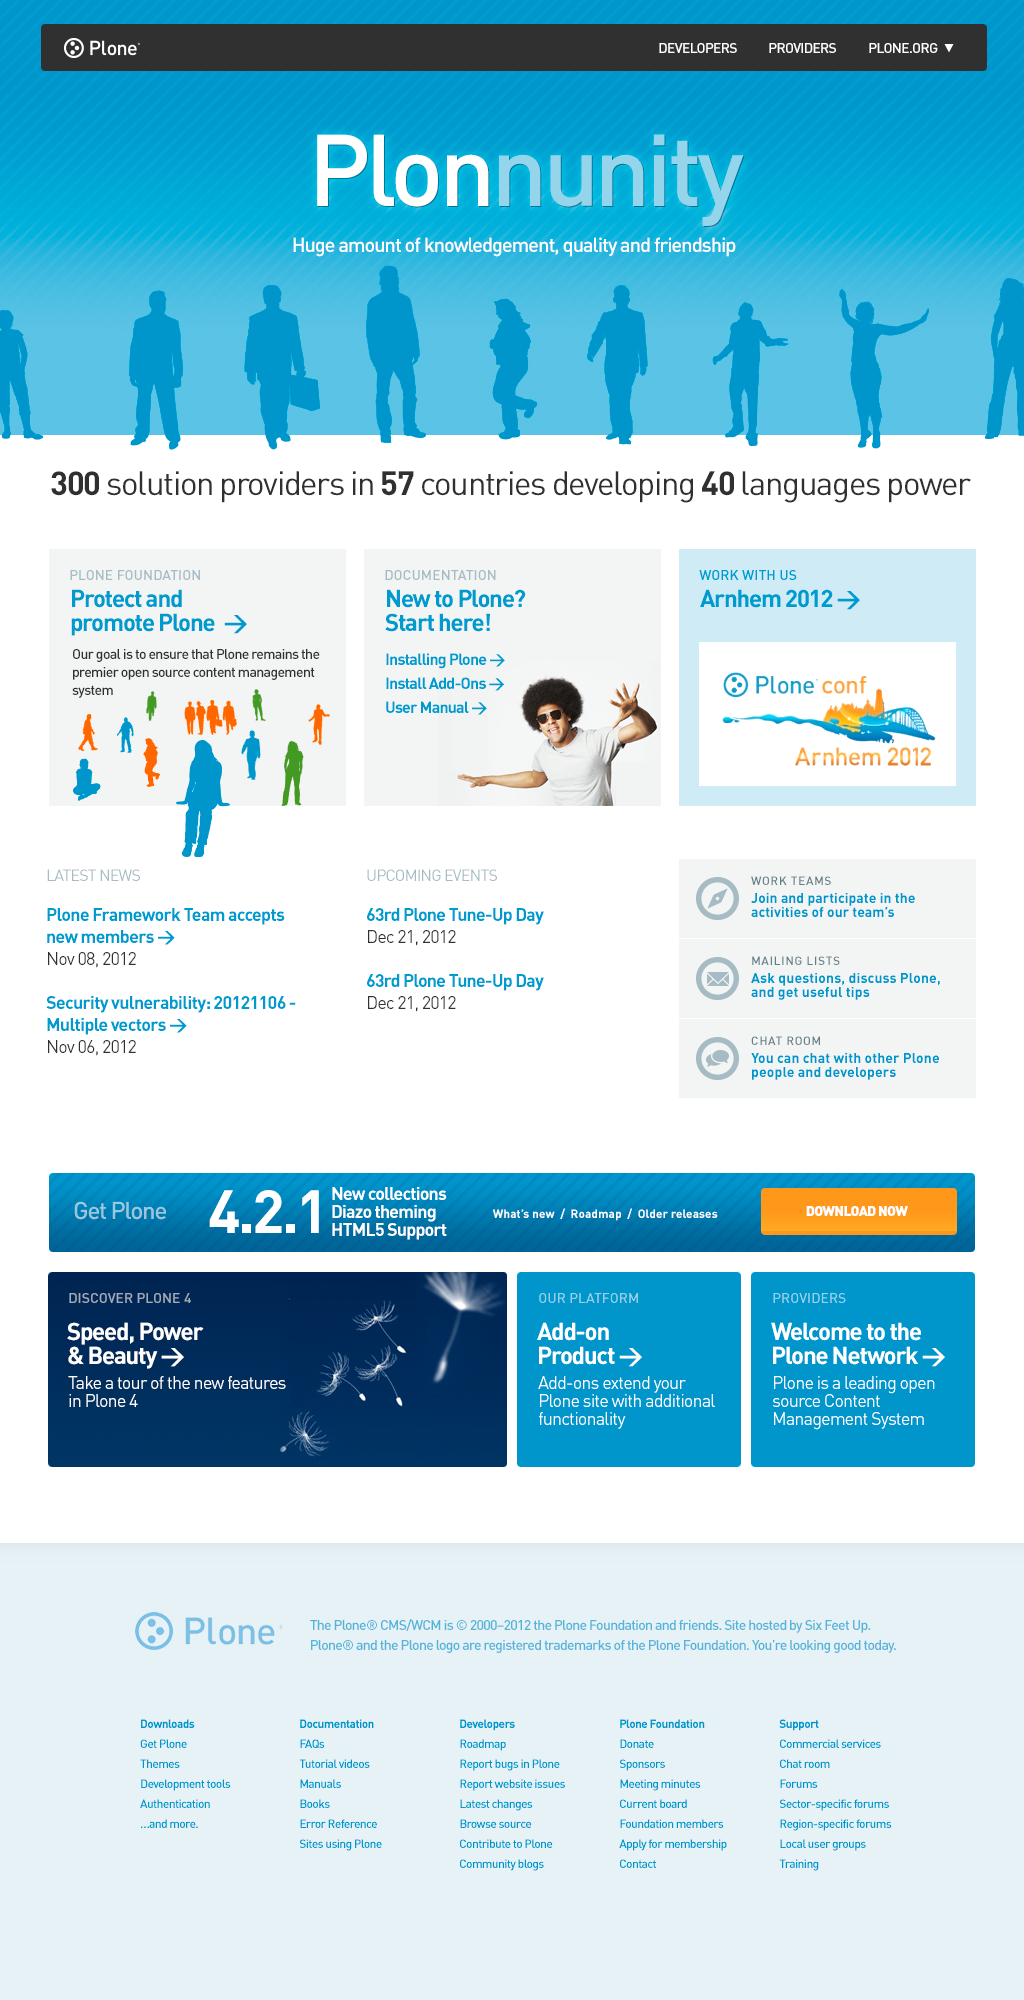 Plone
DEVELOPERS PROVIDERS PLONE.ORG ▼
Plonnunity
Huge amount of knowledgement, quality and friendship
300 solution providers in 57 countries developing 40 languages power
PLONE FOUNDATION
Protect and
promote Plone →
Our goal is to ensure that Plone remains the
premier open source content management
system
DOCUMENTATION
New to Plone?
Start here!
Installing Plone →
Install Add-Ons →
User Manual →
WORK WITH US
Arnhem 2012 →
Plone conf
Arnhem 2012
LATEST NEWS
Plone Framework Team accepts
new members →
Nov 08, 2012
Security vulnerability: 20121106 -
Multiple vectors →
Nov 06, 2012
UPCOMING EVENTS
63rd Plone Tune-Up Day
Dec 21, 2012
63rd Plone Tune-Up Day
Dec 21, 2012
WORK TEAMS
Join and participate in the
activities of our team's
MAILING LISTS
Ask questions, discuss Plone,
and get useful tips
CHAT ROOM
You can chat with other Plone
people and developers
Get Plone
4.2.1
New collections
Diazo theming
HTML5 Support
What's new / Roadmap / Older releases
DOWNLOAD NOW
DISCOVER PLONE 4
Speed, Power
& Beauty →
Take a tour of the new features
in Plone 4
OUR PLATFORM
Add-on
Product →
Add-ons extend your
Plone site with additional
functionality
PROVIDERS
Welcome to the
Plone Network →
Plone is a leading open
source Content
Management System
Plone
The Plone® CMS/WCM is © 2000–2012 the Plone Foundation and friends. Site hosted by Six Feet Up.
Plone® and the Plone logo are registered trademarks of the Plone Foundation. You're looking good today.
Downloads
Get Plone
Themes
Development tools
Authentication
...and more.
Documentation
FAQs
Tutorial videos
Manuals
Books
Error Reference
Sites using Plone
Developers
Roadmap
Report bugs in Plone
Report website issues
Latest changes
Browse source
Contribute to Plone
Community blogs
Plone Foundation
Donate
Sponsors
Meeting minutes
Current board
Foundation members
Apply for membership
Contact
Support
Commercial services
Chat room
Forums
Sector-specific forums
Region-specific forums
Local user groups
Training